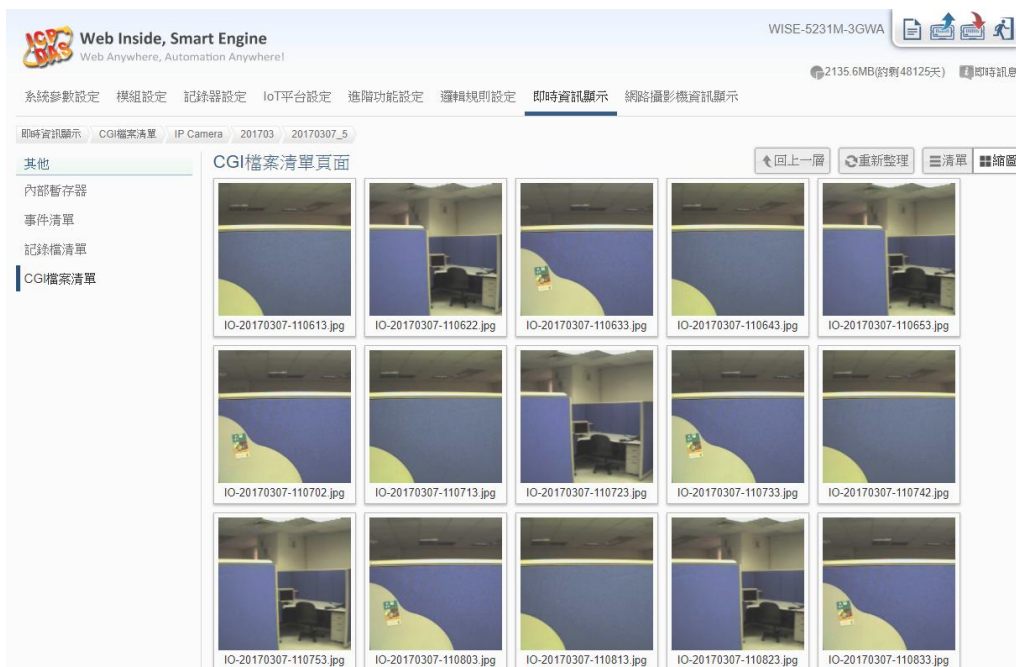 ICP DAS
Web Inside, Smart Engine
Web Anywhere, Automation Anywhere!
WISE-5231M-3GWA
2135.6MB(約剩48125天) 即時訊息
系統參數設定 模組設定 記錄器設定 IoT平台設定 進階功能設定 邏輯規則設定 即時資訊顯示 網路攝影機資訊顯示
即時資訊顯示 CGI檔案清單 IP Camera 201703 20170307_5
其他
內部暫存器
事件清單
記錄檔清單
CGI檔案清單
CGI檔案清單頁面
回上一層 重新整理 清單 縮圖
IO-20170307-110613.jpg IO-20170307-110622.jpg IO-20170307-110633.jpg IO-20170307-110643.jpg IO-20170307-110653.jpg
IO-20170307-110702.jpg IO-20170307-110713.jpg IO-20170307-110723.jpg IO-20170307-110733.jpg IO-20170307-110742.jpg
IO-20170307-110753.jpg IO-20170307-110803.jpg IO-20170307-110813.jpg IO-20170307-110823.jpg IO-20170307-110833.jpg